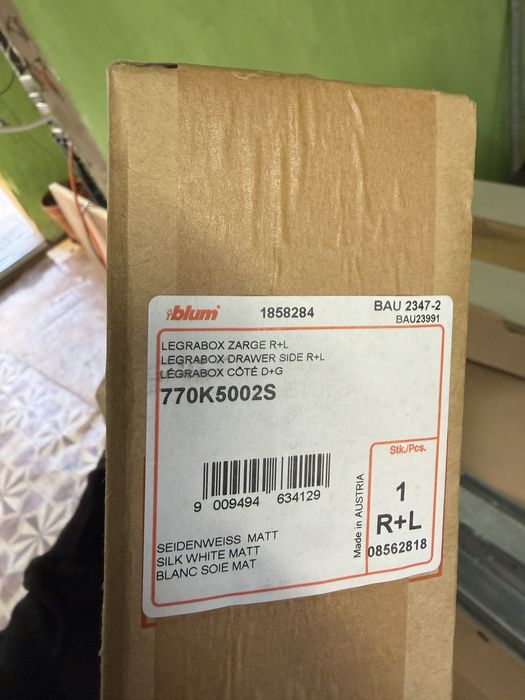 blum
1858284
BAU 2347-2
BAU23991
LEGRABOX ZARGE R+L
LEGRABOX DRAWER SIDE R+L
LÉGRABOX CÔTÉ D+G
770K5002S
9 009494 634129
Made in AUSTRIA
Stk./Pcs.
1
R+L
08562818
SEIDENWEISS MATT
SILK WHITE MATT
BLANC SOIE MAT